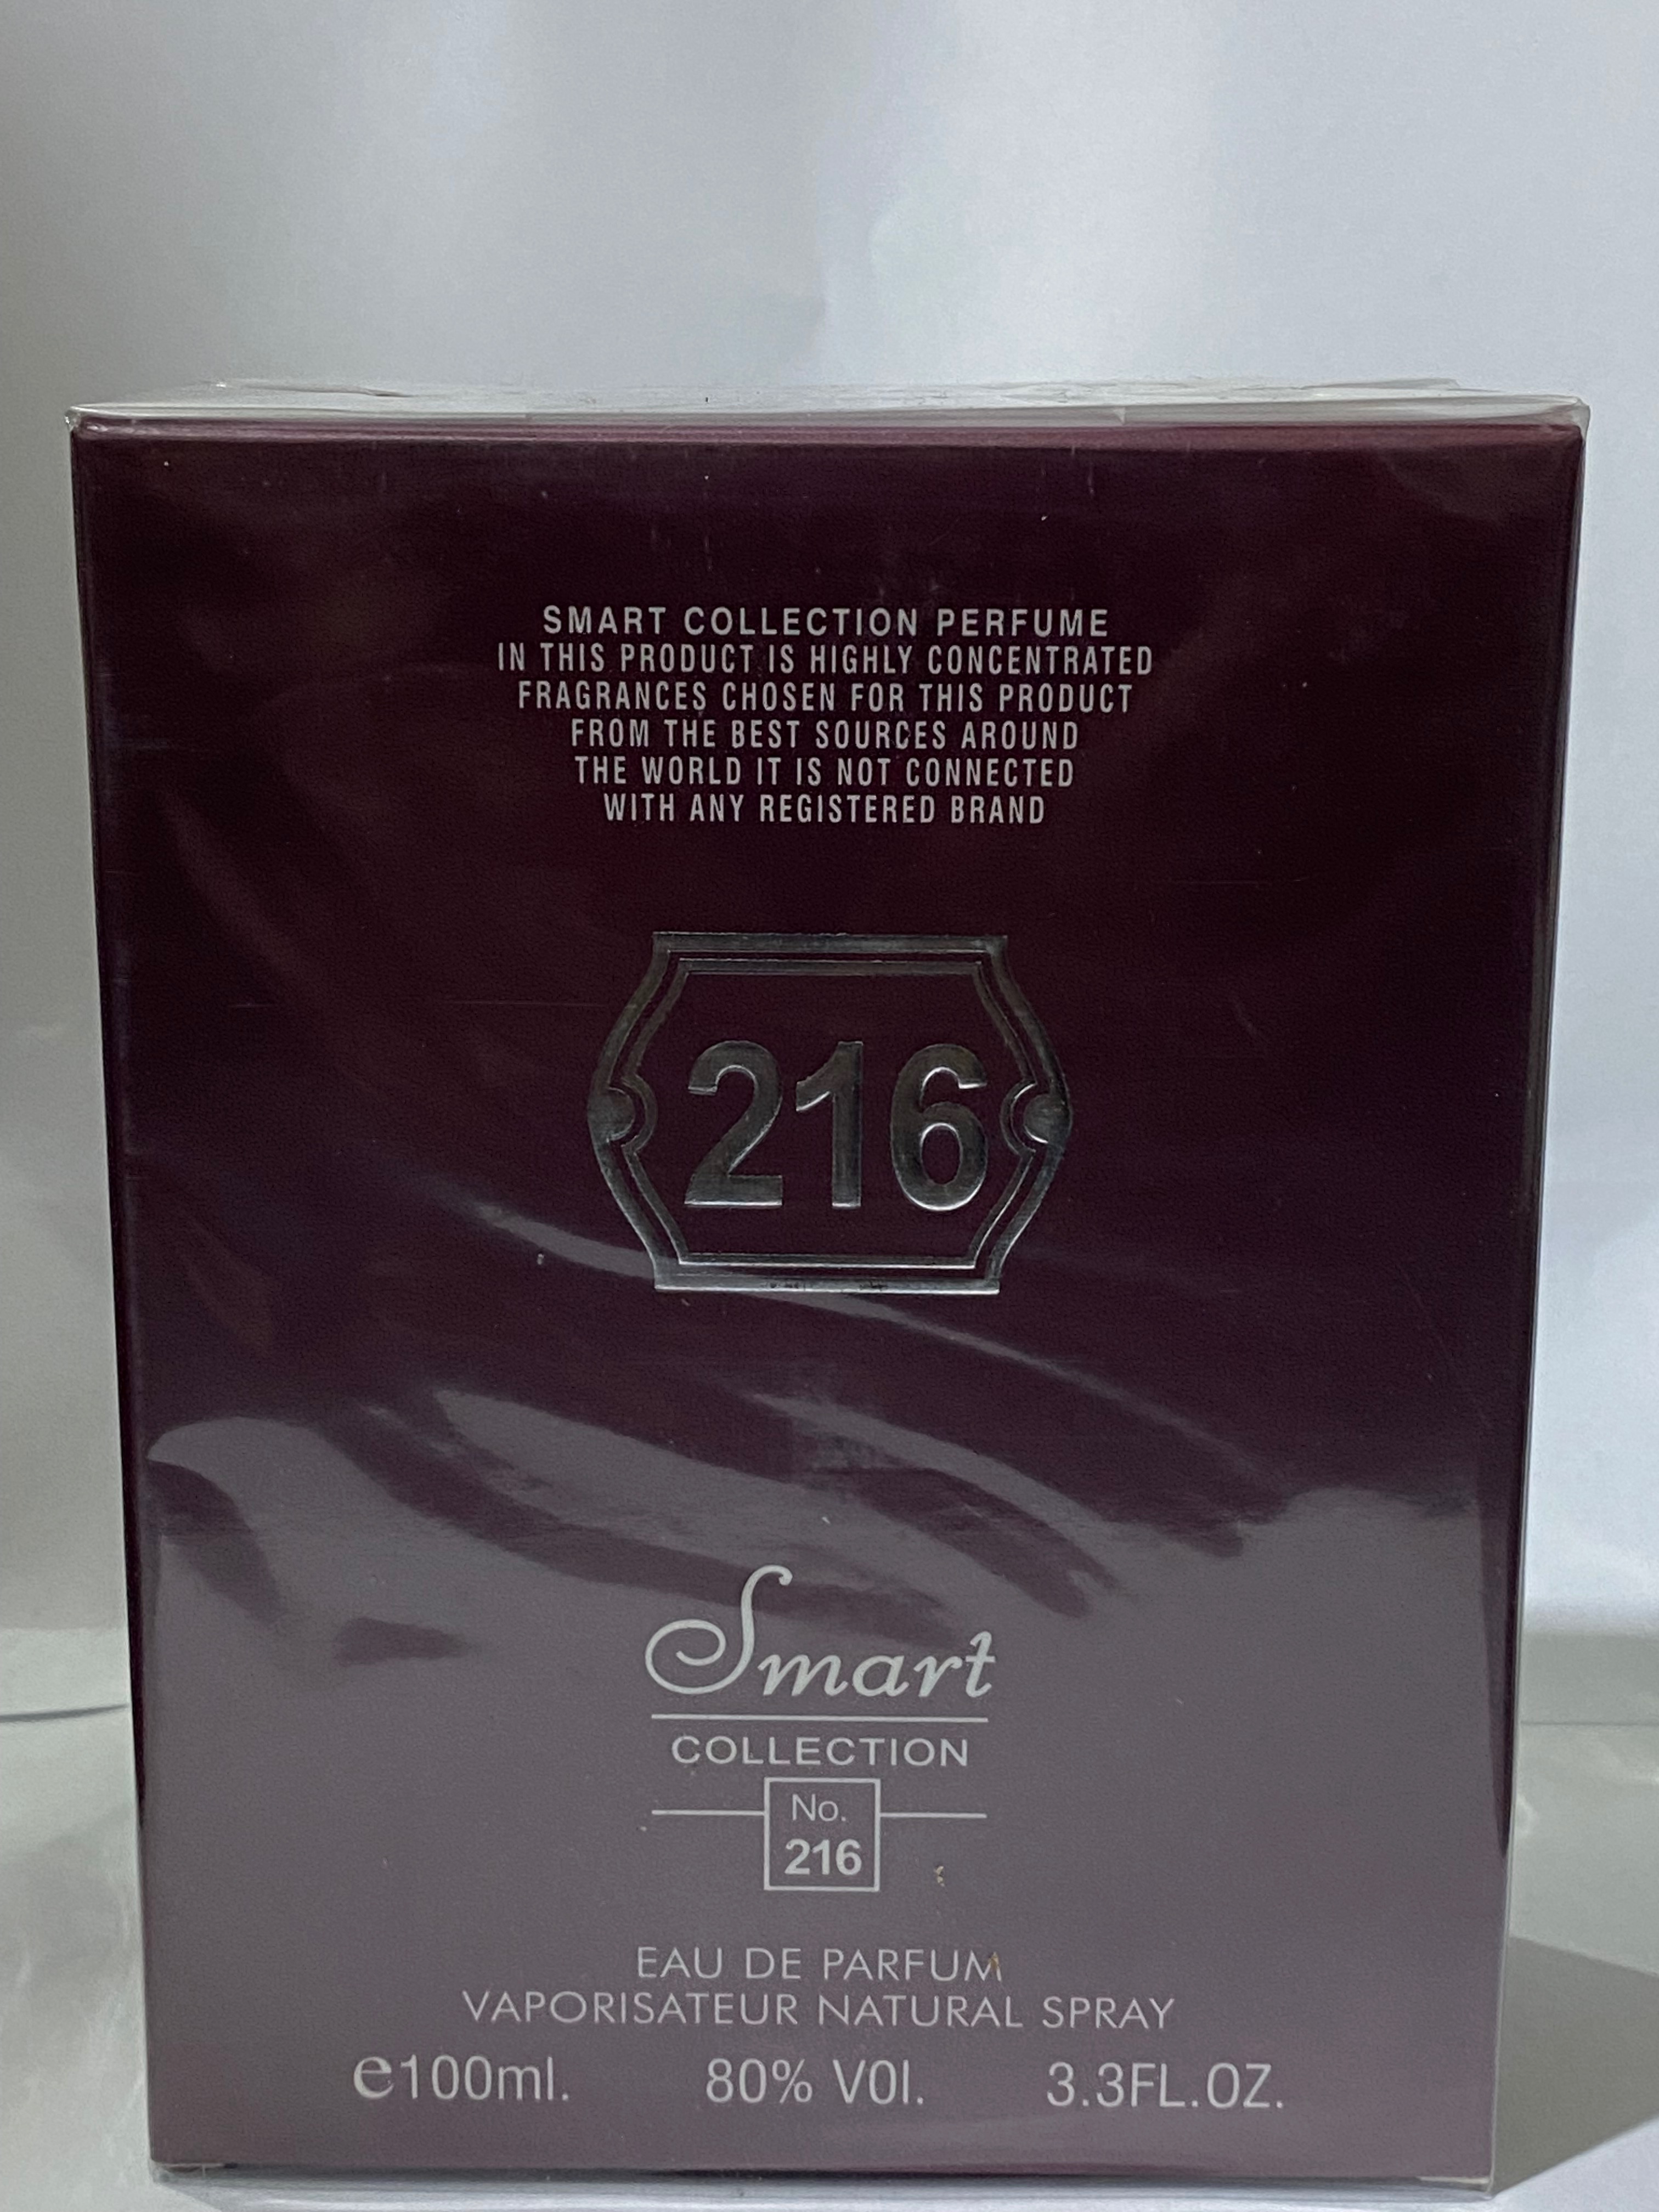 SMART COLLECTION PERFUME
IN THIS PRODUCT IS HIGHLY CONCENTRATED
FRAGRANCES CHOSEN FOR THIS PRODUCT
FROM THE BEST SOURCES AROUND
THE WORLD IT IS NOT CONNECTED
WITH ANY REGISTERED BRAND
216
Smart
COLLECTION
No.
216
EAU DE PARFUM
VAPORISATEUR NATURAL SPRAY
e100ml. 80% VOl. 3.3FL.OZ.